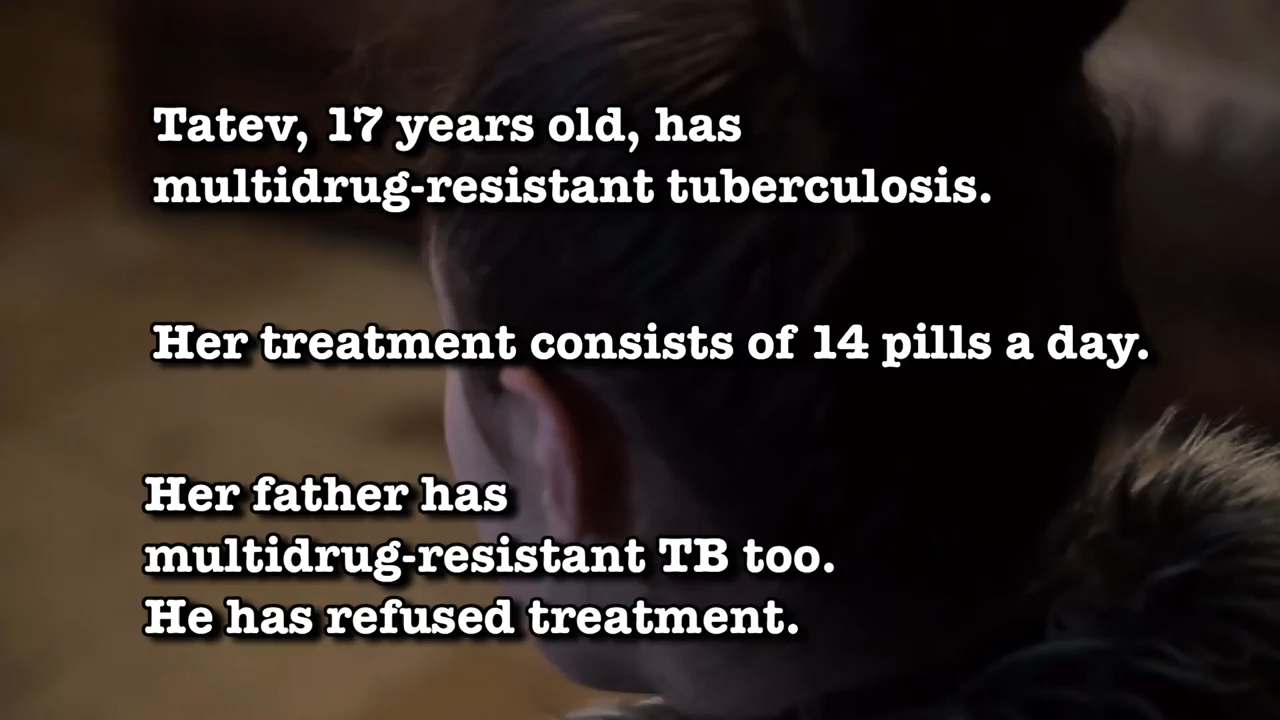 Tatev, 17 years old, has
multidrug-resistant tuberculosis.
Her treatment consists of 14 pills a day.
Her father has
multidrug-resistant TB too.
He has refused treatment.